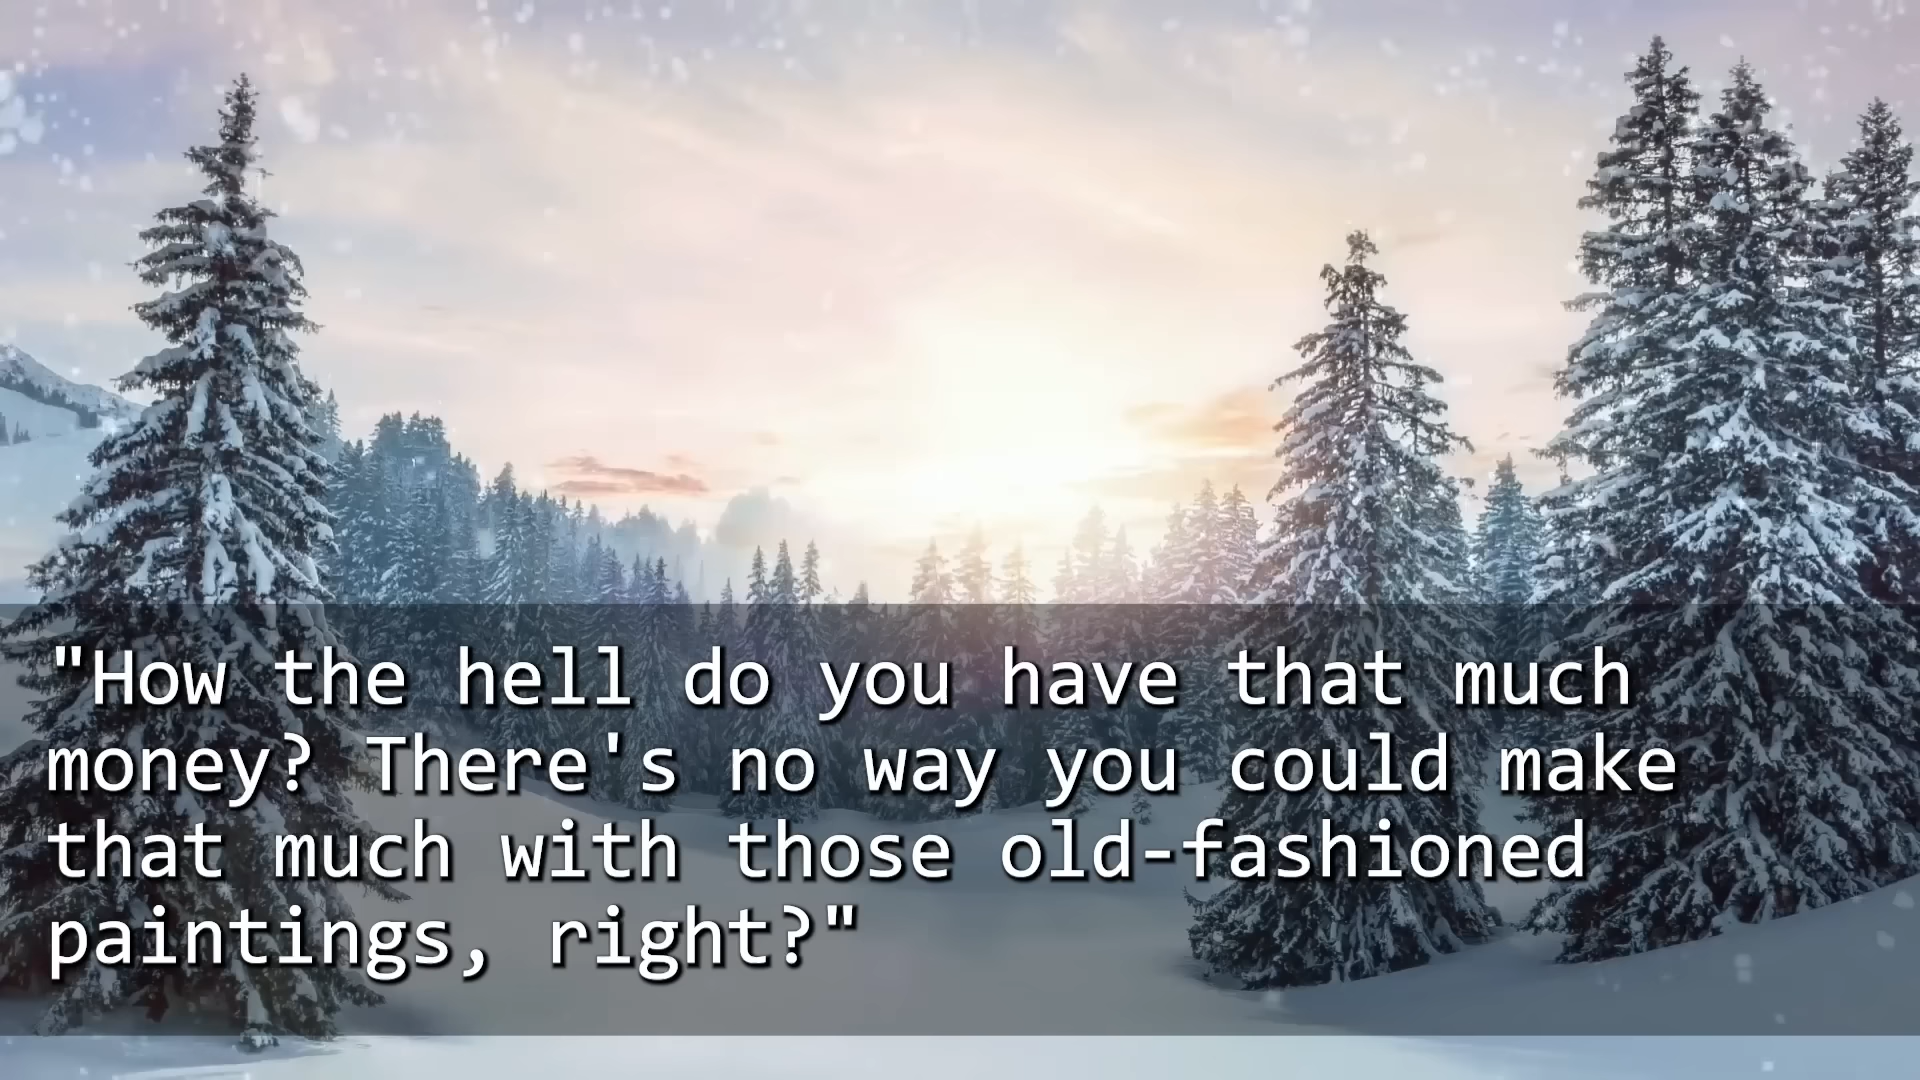 "How the hell do you have that much
money? There's no way you could make
that much with those old-fashioned
paintings, right?"